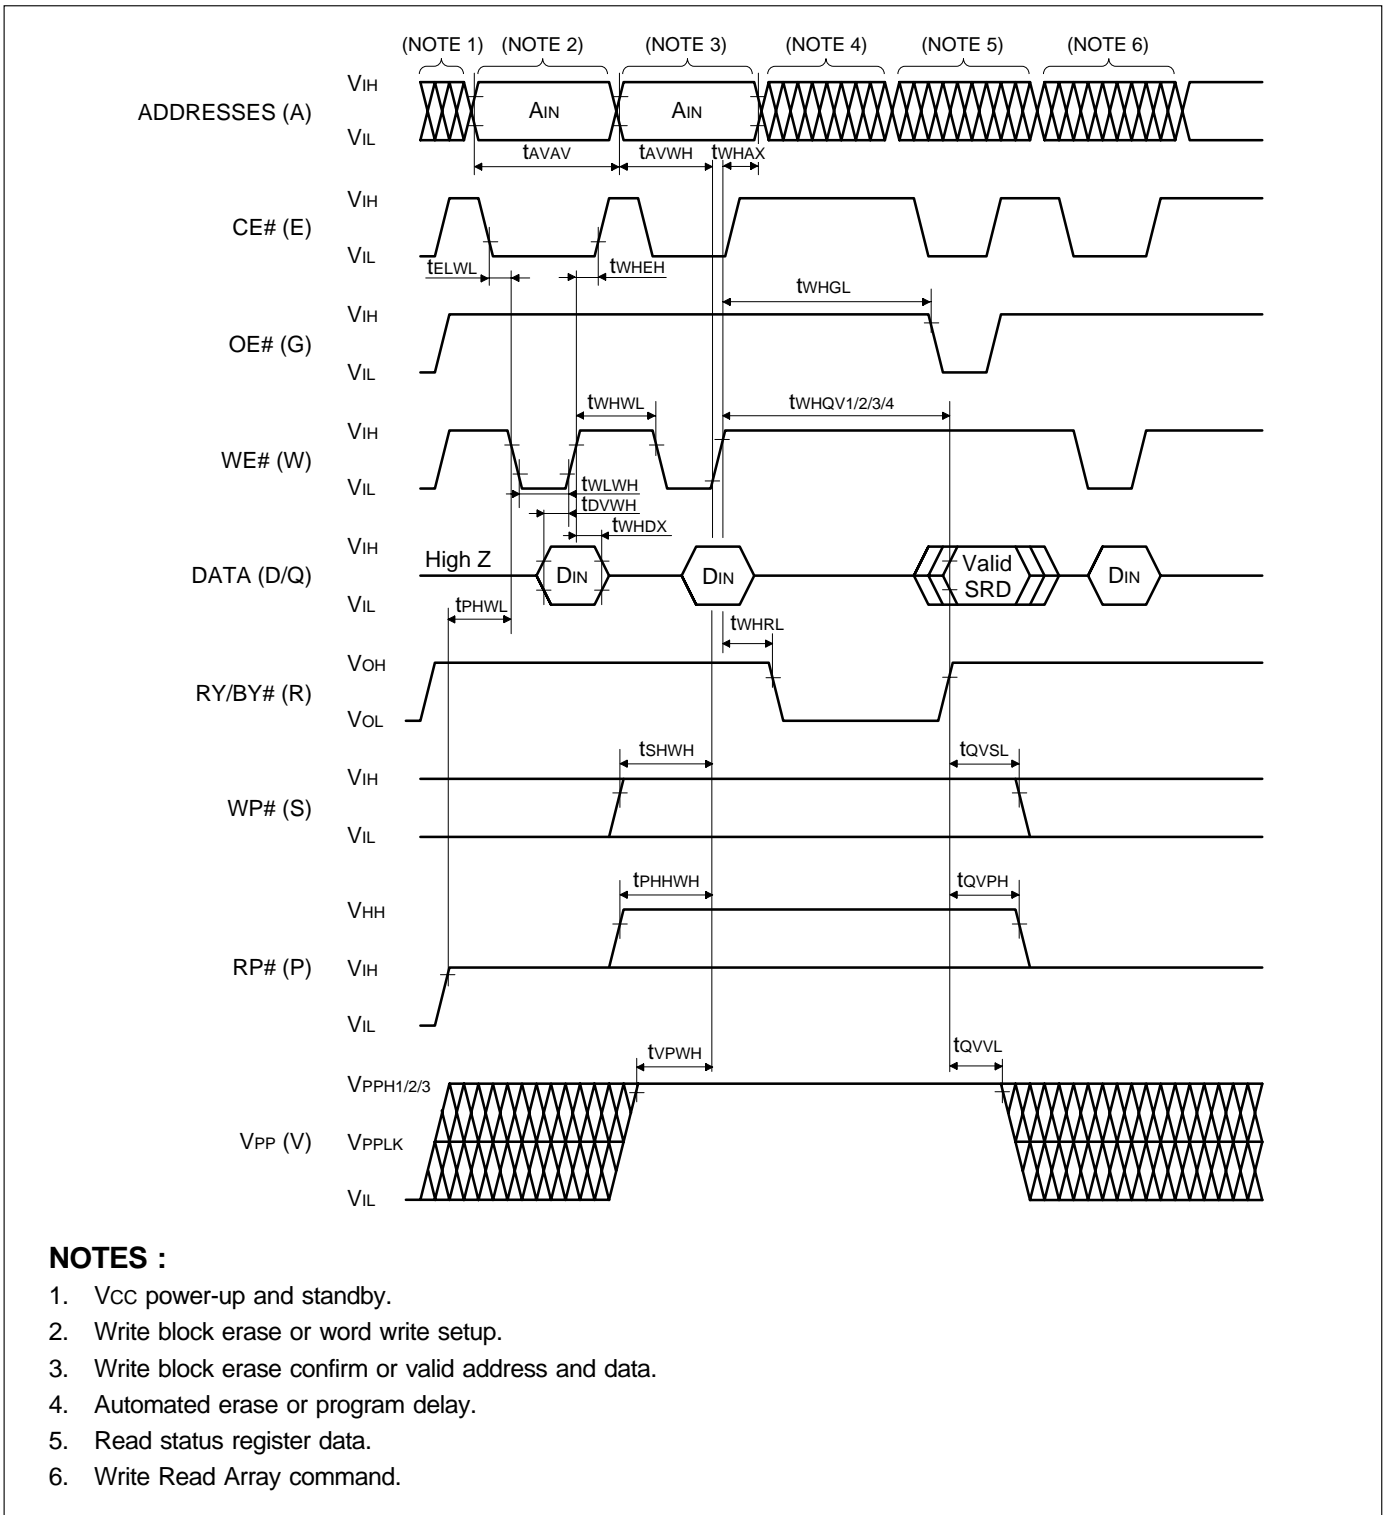 (NOTE 1) (NOTE 2) (NOTE 3) (NOTE 4) (NOTE 5) (NOTE 6)
VIH
ADDRESSES (A) AIN AIN
VIL
tAVAV tAVWH tWHAX
VIH
CE# (E)
VIL
tELWL tWHEH
tWHGL
VIH
OE# (G)
VIL
tWHWL tWHQV1/2/3/4
VIH
WE# (W)
VIL
tWLWH
tDVWH
tWHDX
VIH
High Z
DATA (D/Q) DIN DIN Valid SRD DIN
VIL
tPHWL
tWHRL
VOH
RY/BY# (R)
VOL
tSHWH tQVSL
VIH
WP# (S)
VIL
tPHHWH tQVPH
VHH
RP# (P) VIH
VIL
tVPWH tQVVL
VPPH1/2/3
VPP (V) VPPLK
VIL
NOTES :
1. VCC power-up and standby.
2. Write block erase or word write setup.
3. Write block erase confirm or valid address and data.
4. Automated erase or program delay.
5. Read status register data.
6. Write Read Array command.